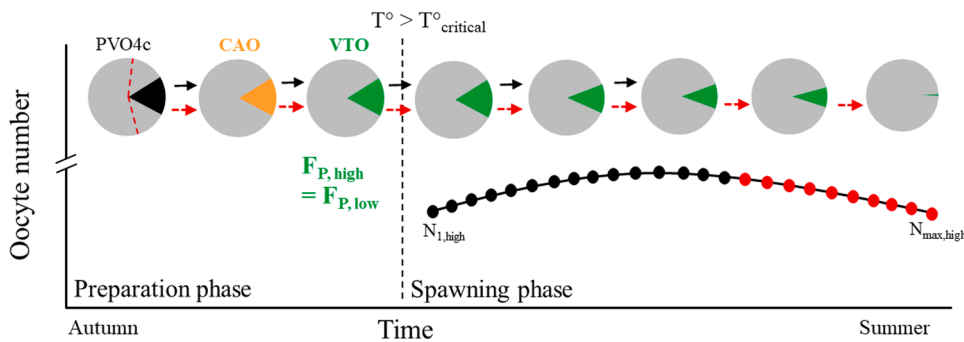 T° > T°critical
PVO4c
CAO
VTO
Oocyte number
FP, high
= FP, low
N1,high
Nmax,high
Preparation phase
Spawning phase
Autumn
Time
Summer